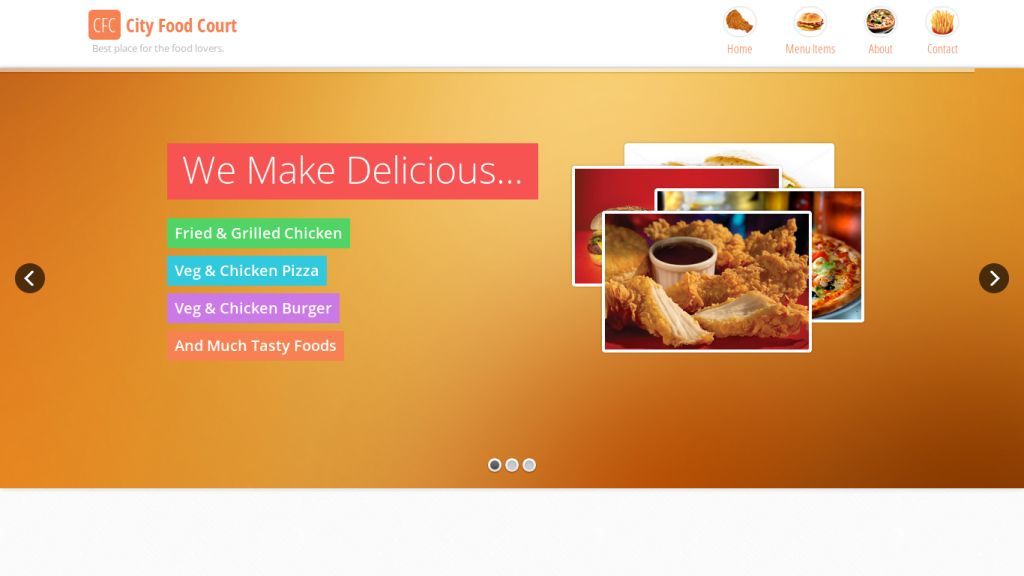 CFC City Food Court
Best place for the food lovers.
Home Menu Items About Contact
We Make Delicious...
Fried & Grilled Chicken
Veg & Chicken Pizza
Veg & Chicken Burger
And Much Tasty Foods